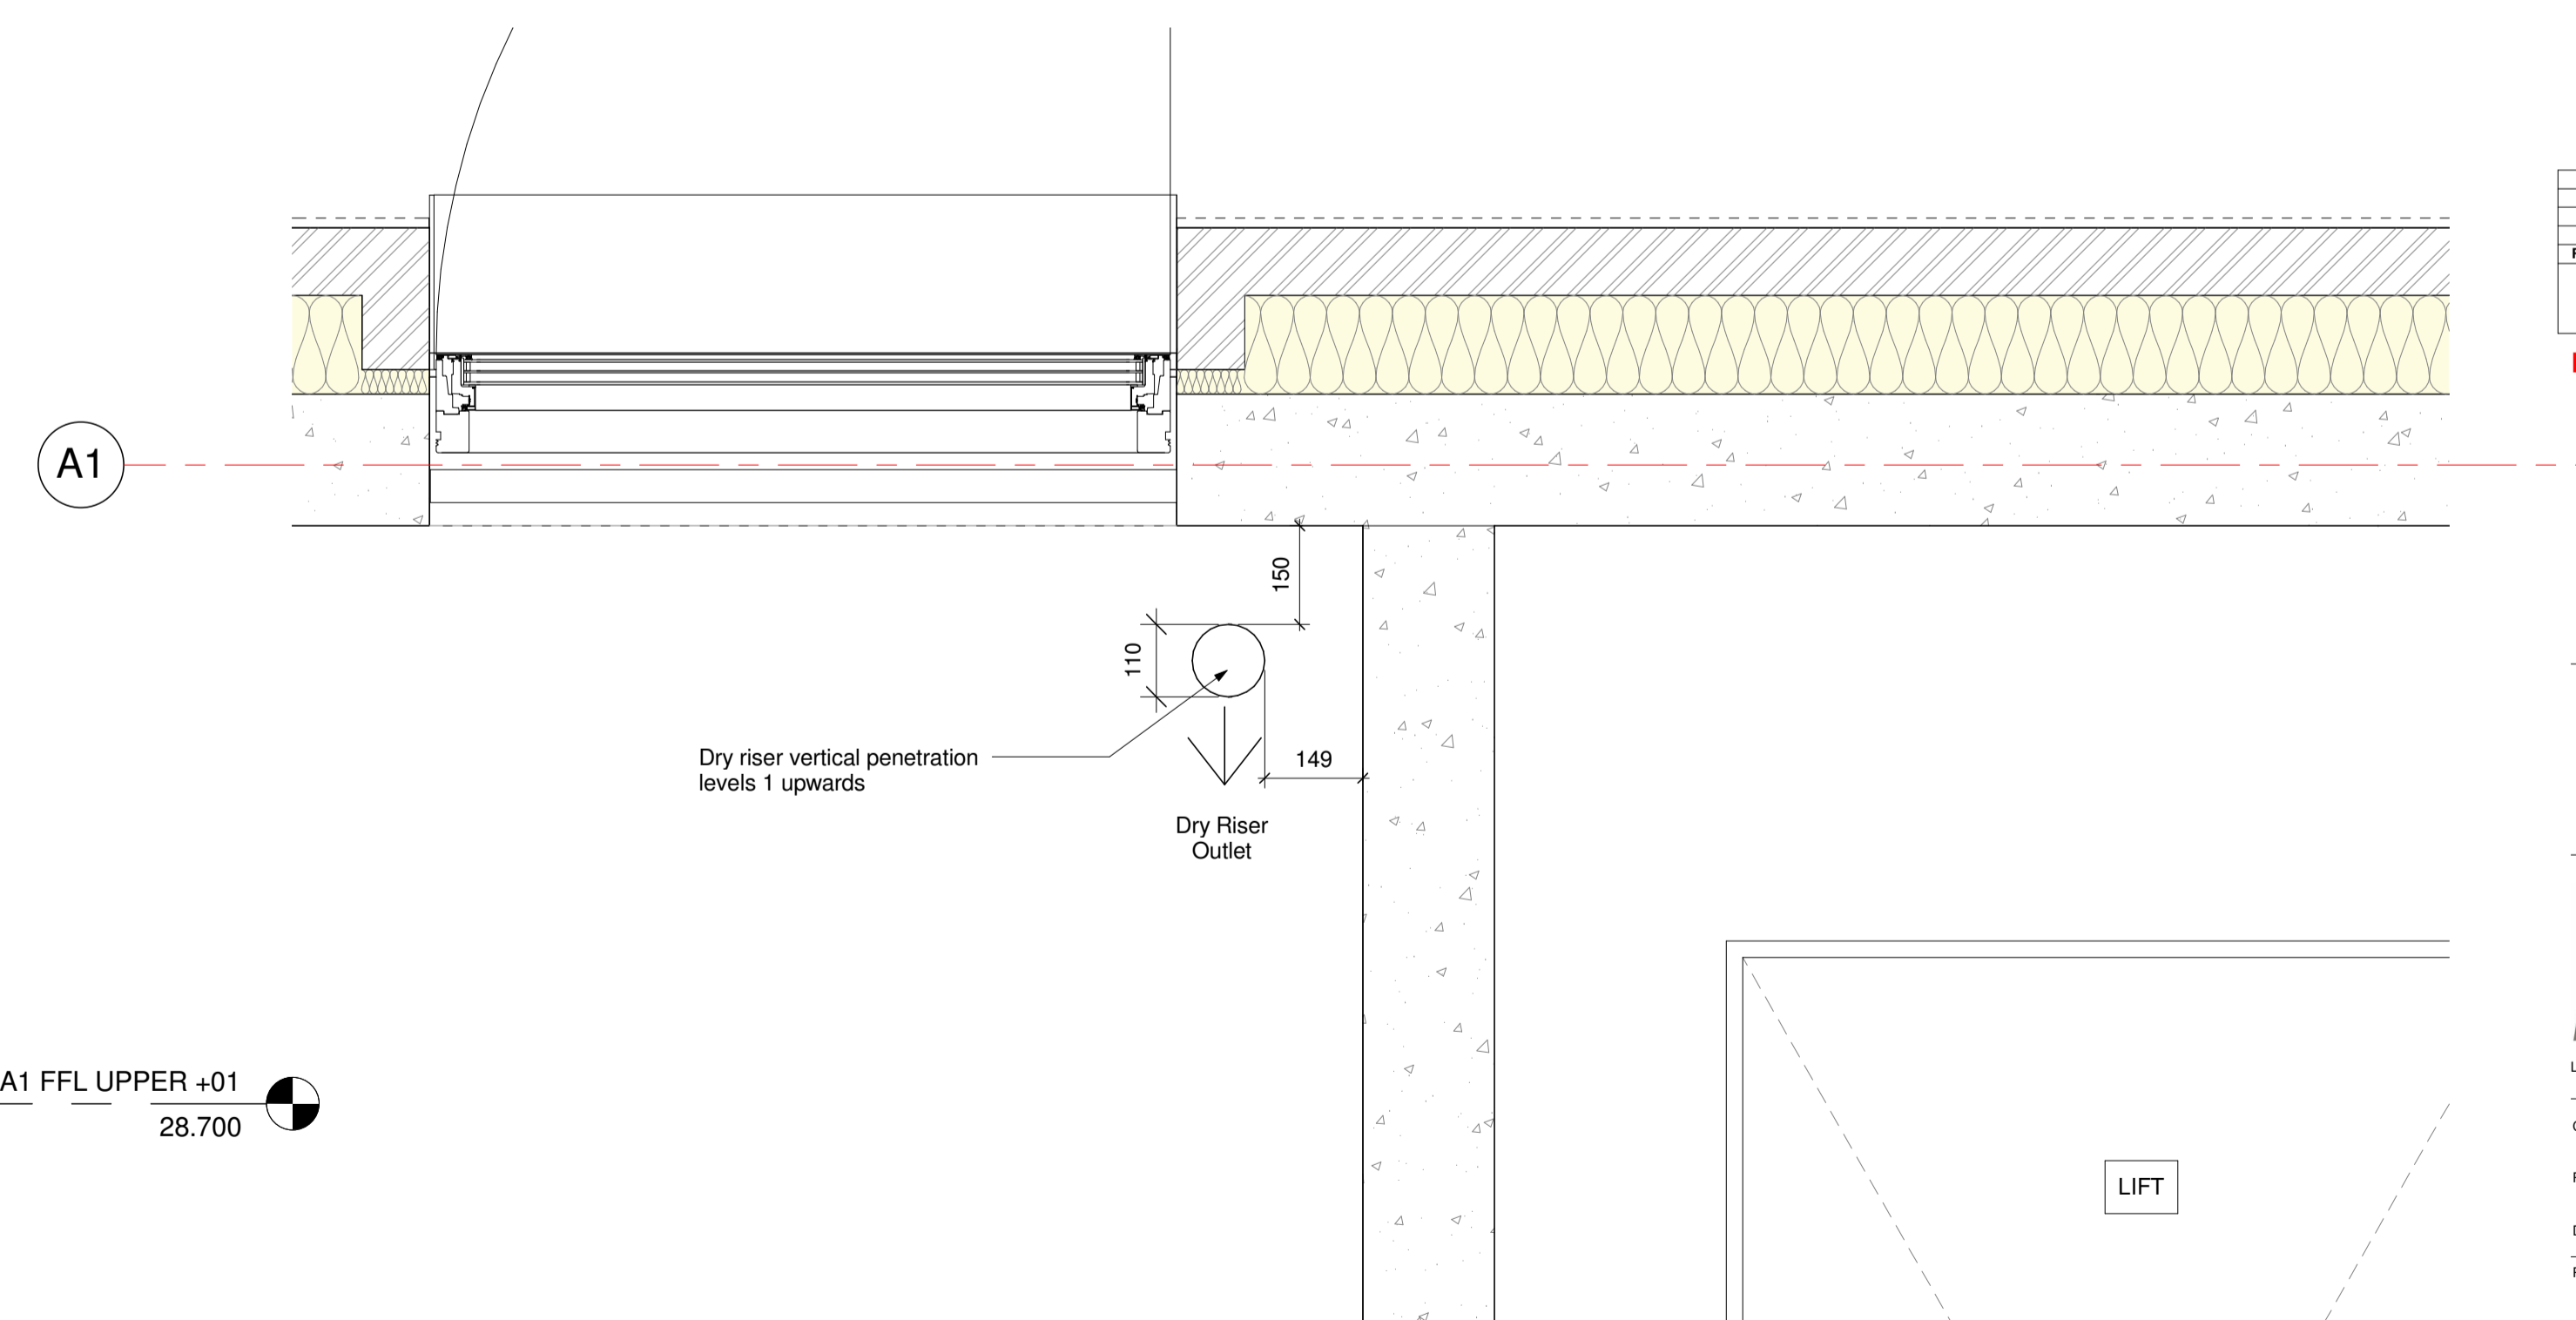 A1
150
110
Dry riser vertical penetration
levels 1 upwards
149
Dry Riser
Outlet
A1 FFL UPPER +01
28.700
LIFT